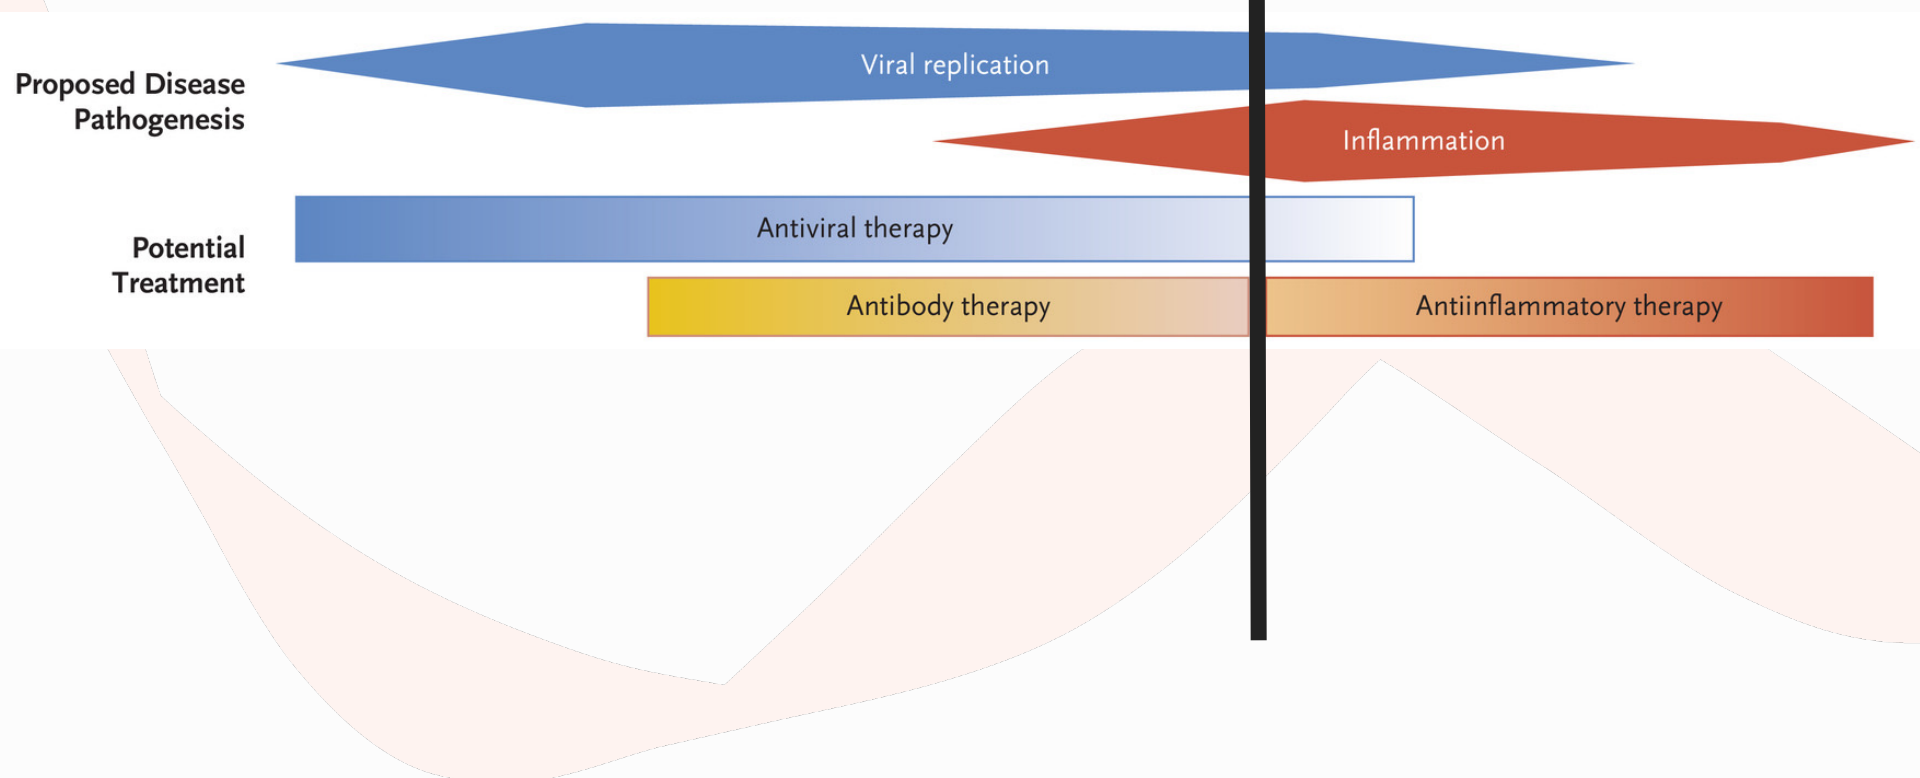 Proposed Disease
Pathogenesis
Viral replication
Inflammation
Potential
Treatment
Antiviral therapy
Antibody therapy
Antiinflammatory therapy